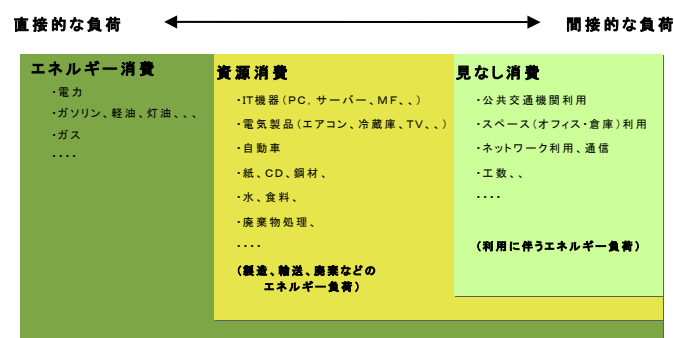 直接的な負荷
間接的な負荷
エネルギー消費
・電力
・ガソリン、軽油、灯油、、、
・ガス
・・・・
資源消費
・IT機器（PC，サーバー、MF、、）
・電気製品（エアコン、冷蔵庫、TV、、）
・自動車
・紙、CD、鋼材、
・水、食料、
・廃棄物処理、
・・・・
（製造、輸送、廃棄などの
エネルギー負荷）
見なし消費
・公共交通機関利用
・スペース（オフィス・倉庫）利用
・ネットワーク利用、通信
・工数、、
・・・・
（利用に伴うエネルギー負荷）